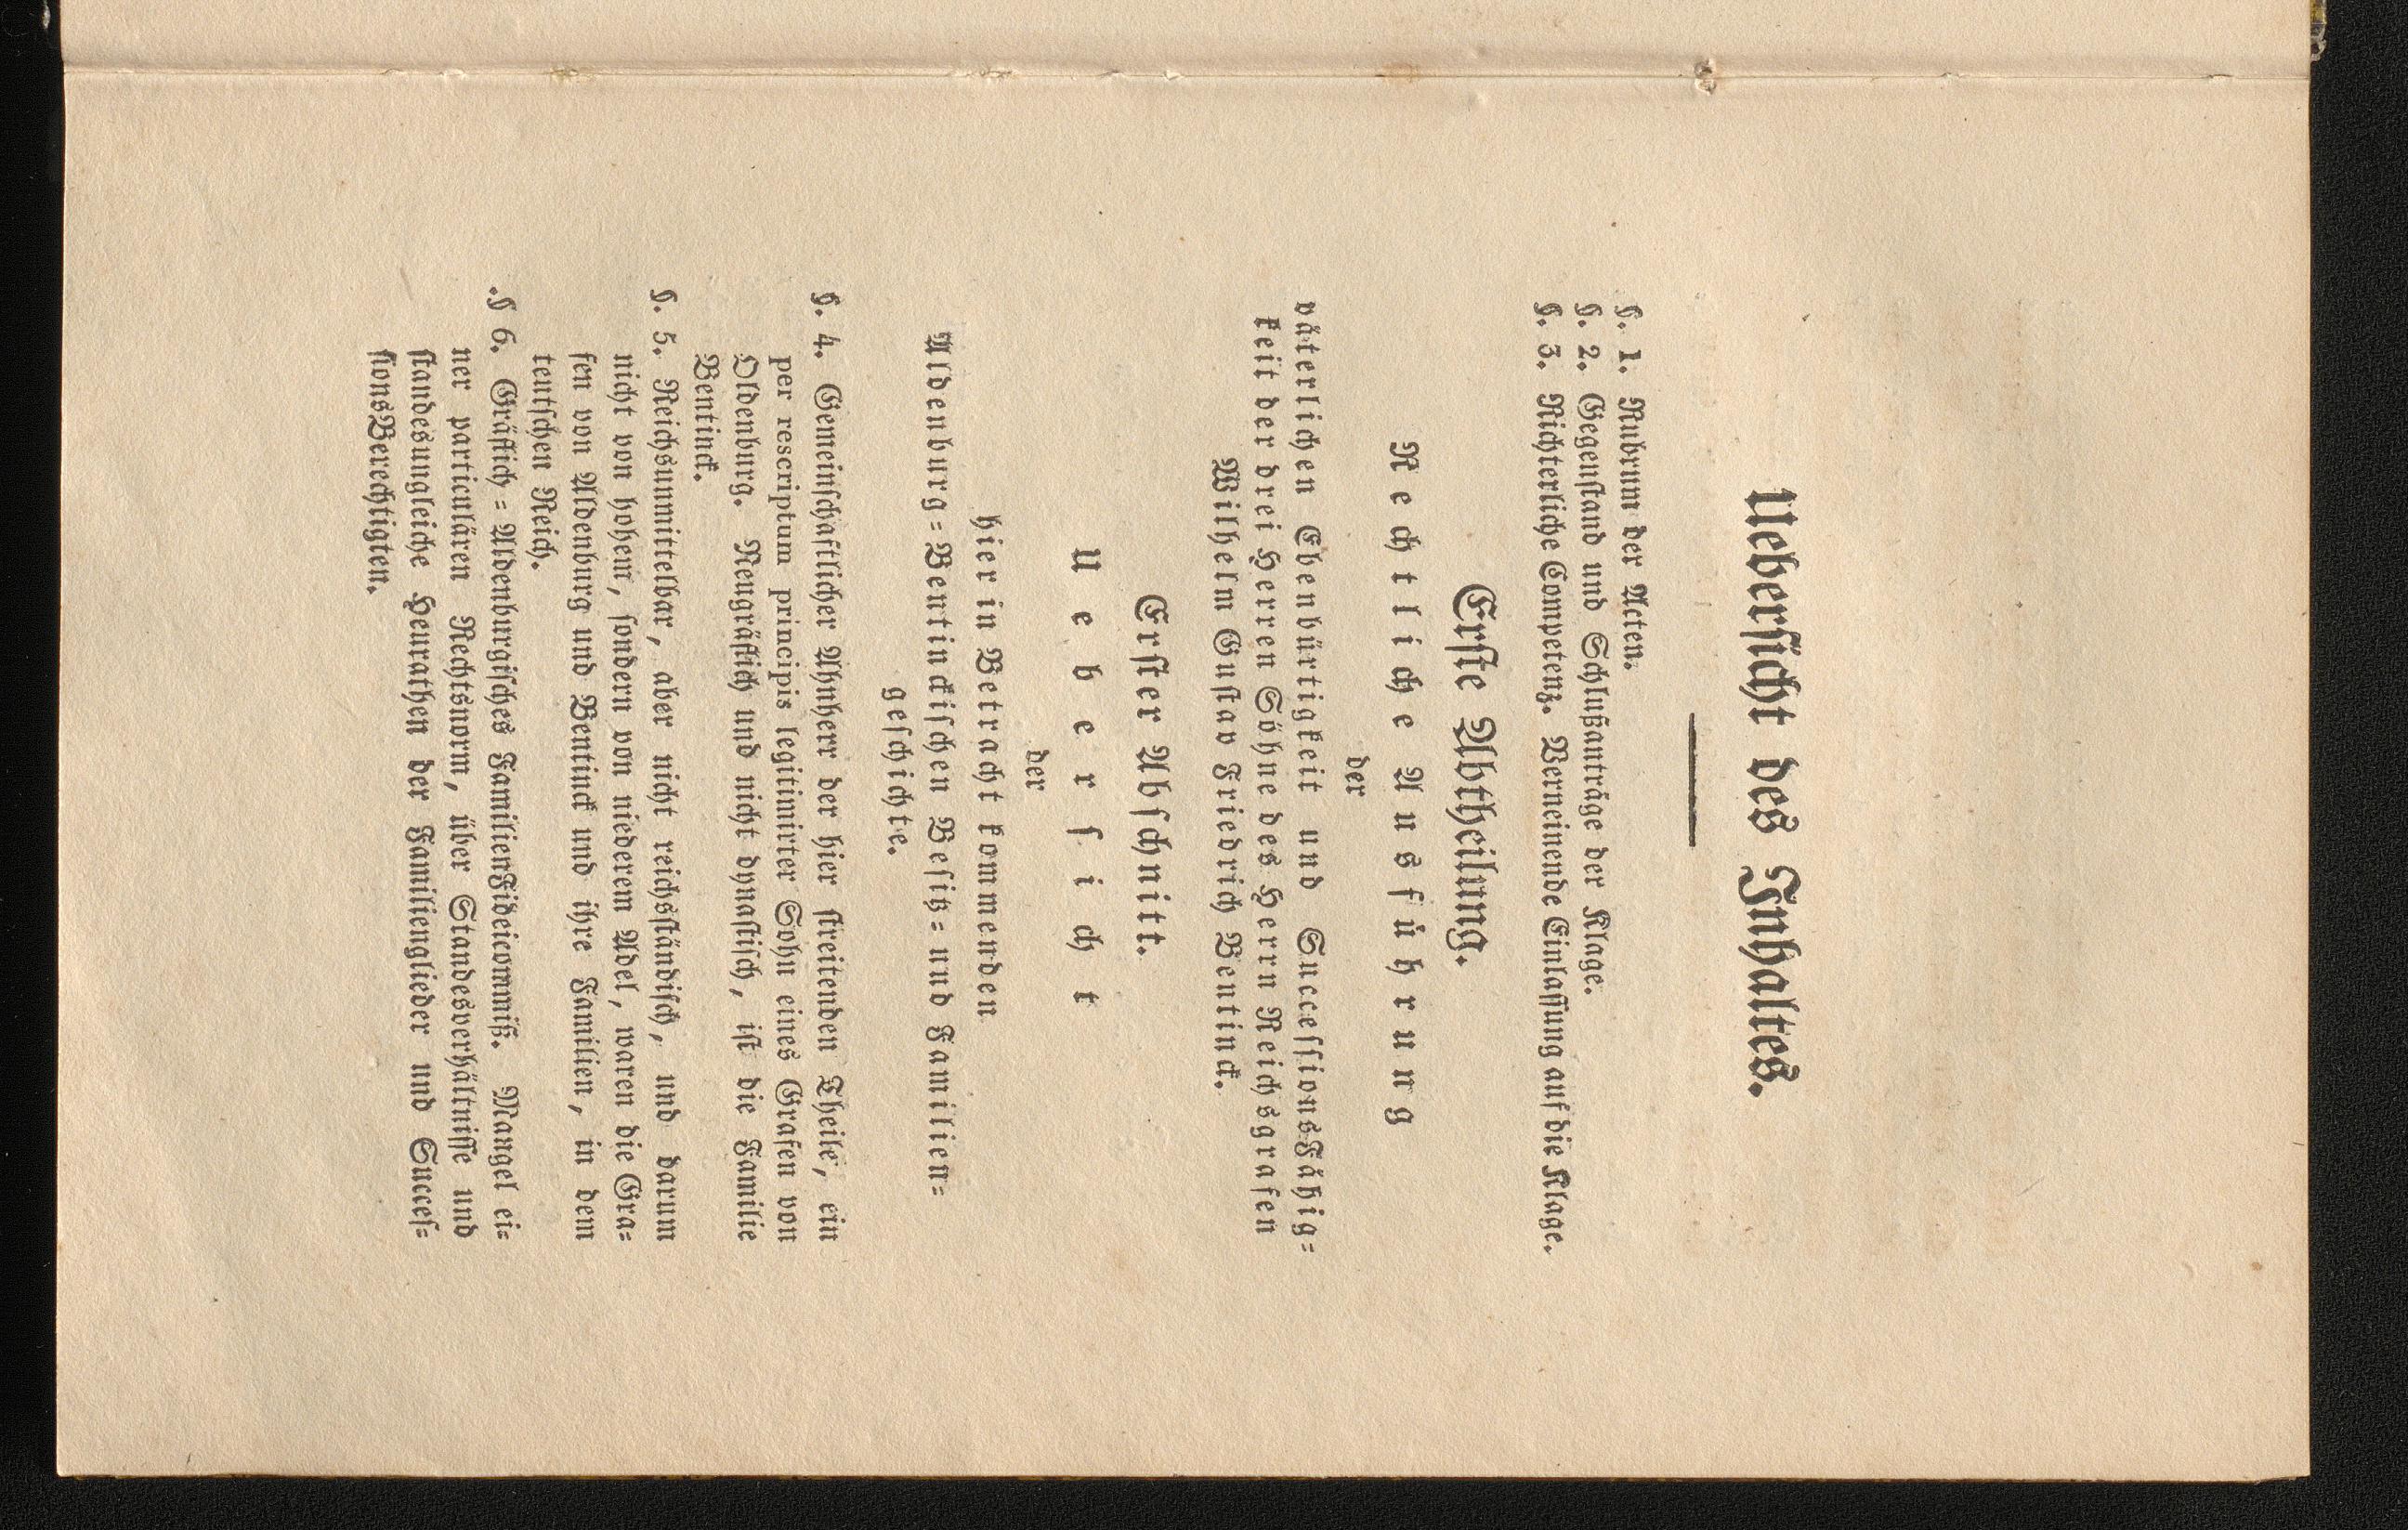 Ueberſicht des Inhaltes.
§. 1. Rubrum der Acten.
§. 2. Gegenſtand und Schlußanträge der Klage.
§. 3. Richterliche Competenz. Verneinende Einlaſſung auf die Klage.
Erſte Abtheilung.
Rechtliche Ausführung
der
väterlichen Ebenbürtigkeit und SucceſſionsFähig=
keit der drei Herren Söhne des Herrn Reichsgrafen
Wilhelm Guſtav Friedrich Bentinck.
Erſter Abſchnitt.
Ueberſicht
der
hier in Betracht kommenden
Aldenburg=Bentinckiſchen Beſitz= und Familien=
geſchichte.
§. 4. Gemeinſchaftlicher Ahnherr der hier ſtreitenden Theile, ein
per rescriptum principis legitimirter Sohn eines Grafen von
Oldenburg. Neugräflich und nicht dynaſtiſch, iſt die Familie
Bentinck.
§. 5. Reichsunmittelbar, aber nicht reichsſtändiſch, und darum
nicht von hohem, ſondern von niederem Adel, waren die Gra=
fen von Aldenburg und Bentinck und ihre Familien, in dem
teutſchen Reich.
.§ 6. Gräflich=Aldenburgiſches FamilienFideicommiß. Mangel ei=
ner particulären Rechtsnorm, über Standesverhältniſſe und
ſtandesungleiche Heurathen der Familienglieder und Succeſ=
ſionsBerechtigten.